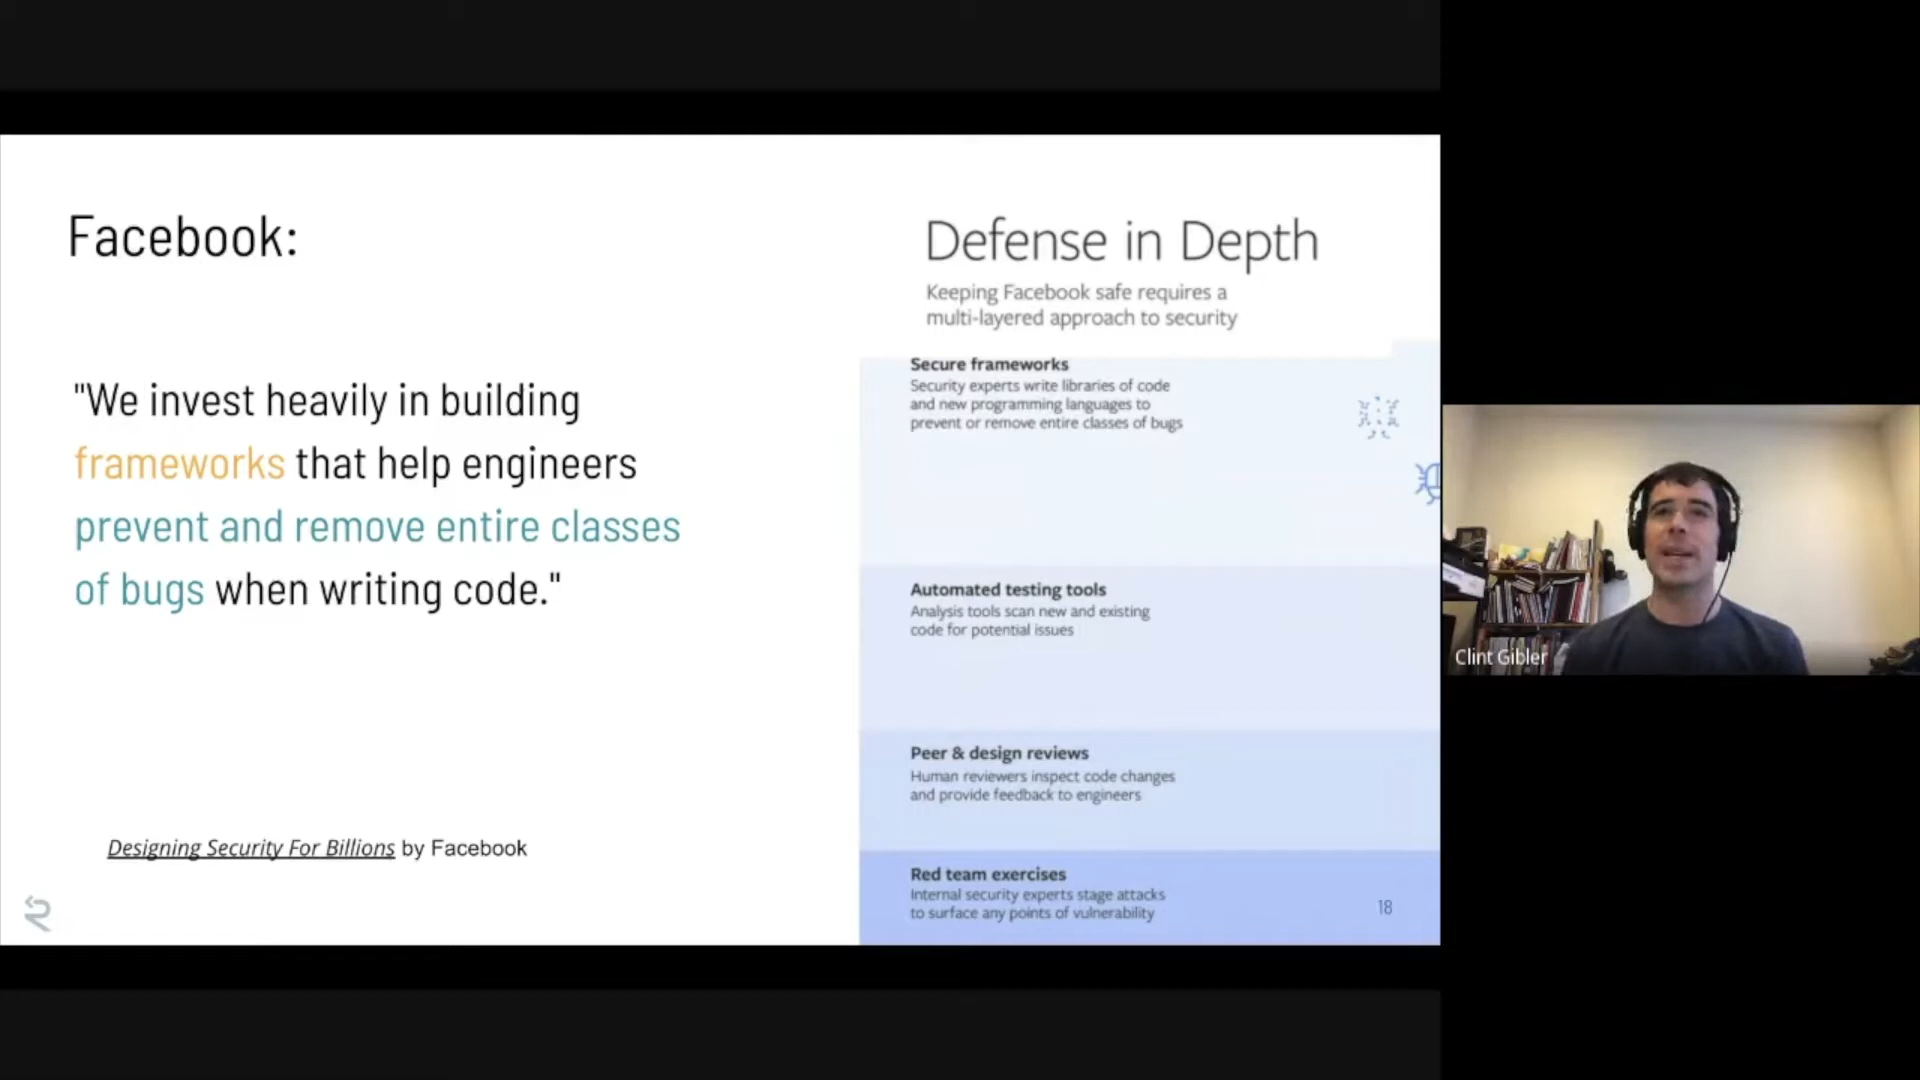 Facebook:
"We invest heavily in building
frameworks that help engineers
prevent and remove entire classes
of bugs when writing code."
Designing Security For Billions by Facebook
Defense in Depth
Keeping Facebook safe requires a
multi-layered approach to security
Secure frameworks
Security experts write libraries of code
and new programming languages to
prevent or remove entire classes of bugs
Automated testing tools
Analysis tools scan new and existing
code for potential issues
Peer & design reviews
Human reviewers inspect code changes
and provide feedback to engineers
Red team exercises
Internal security experts stage attacks
to surface any points of vulnerability
18
Clint Gibler